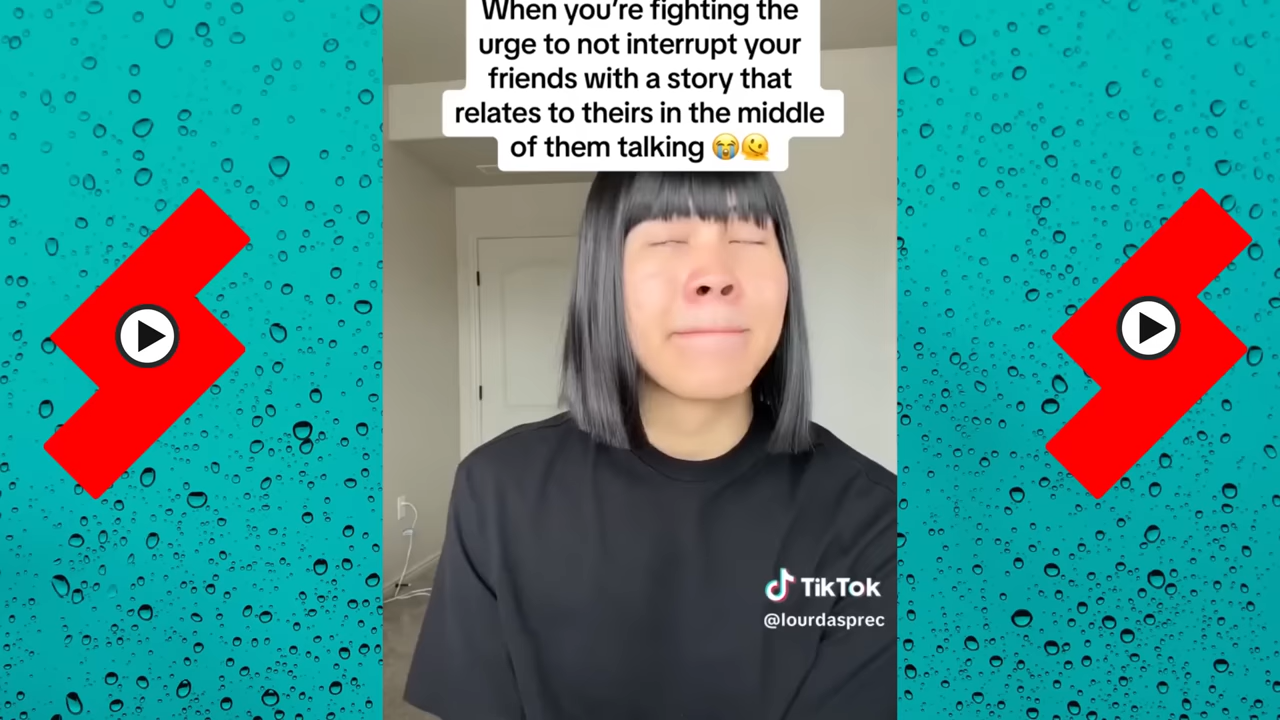 When you’re fighting the
urge to not interrupt your
friends with a story that
relates to theirs in the middle
of them talking 😭🫠
TikTok
@lourdasprec